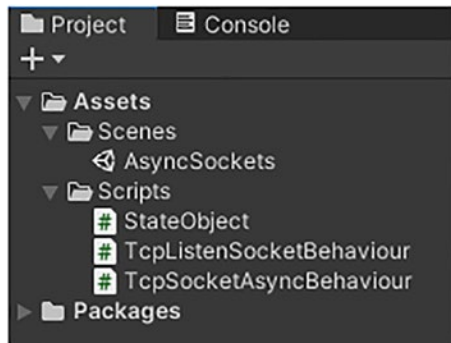 Project Console
+
Assets
Scenes
AsyncSockets
Scripts
# StateObject
# TcpListenSocketBehaviour
# TcpSocketAsyncBehaviour
Packages